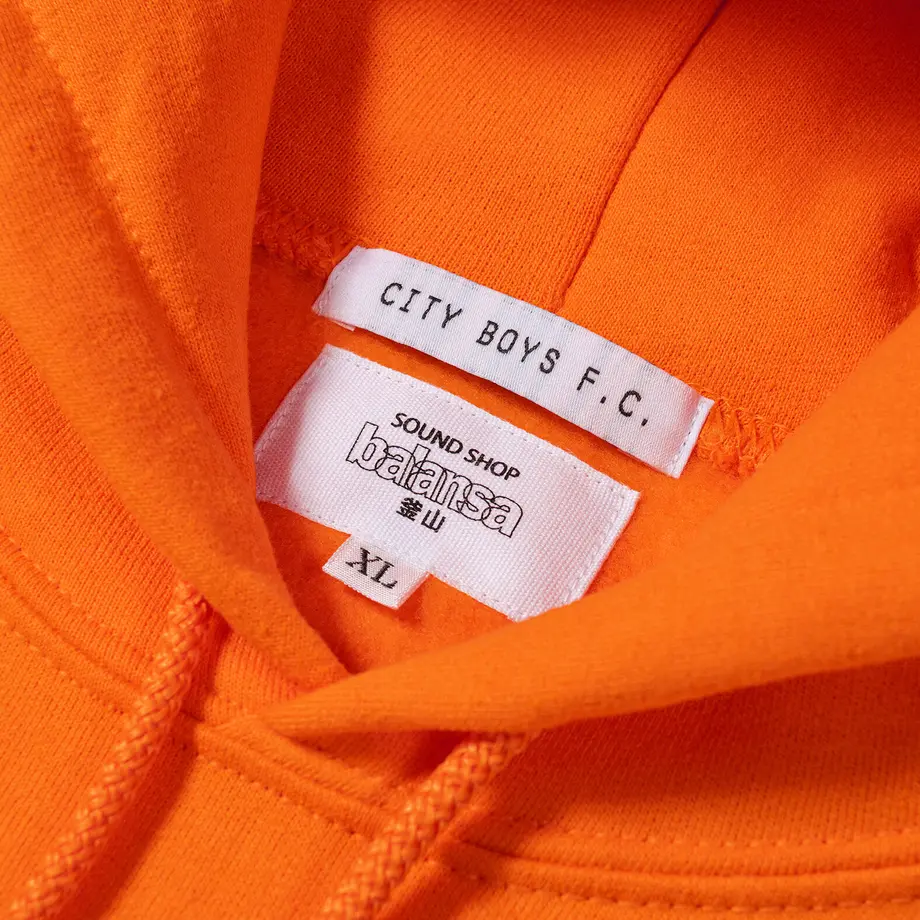 CITY BOYS F.C.
SOUND SHOP
balansa
釜山
XL